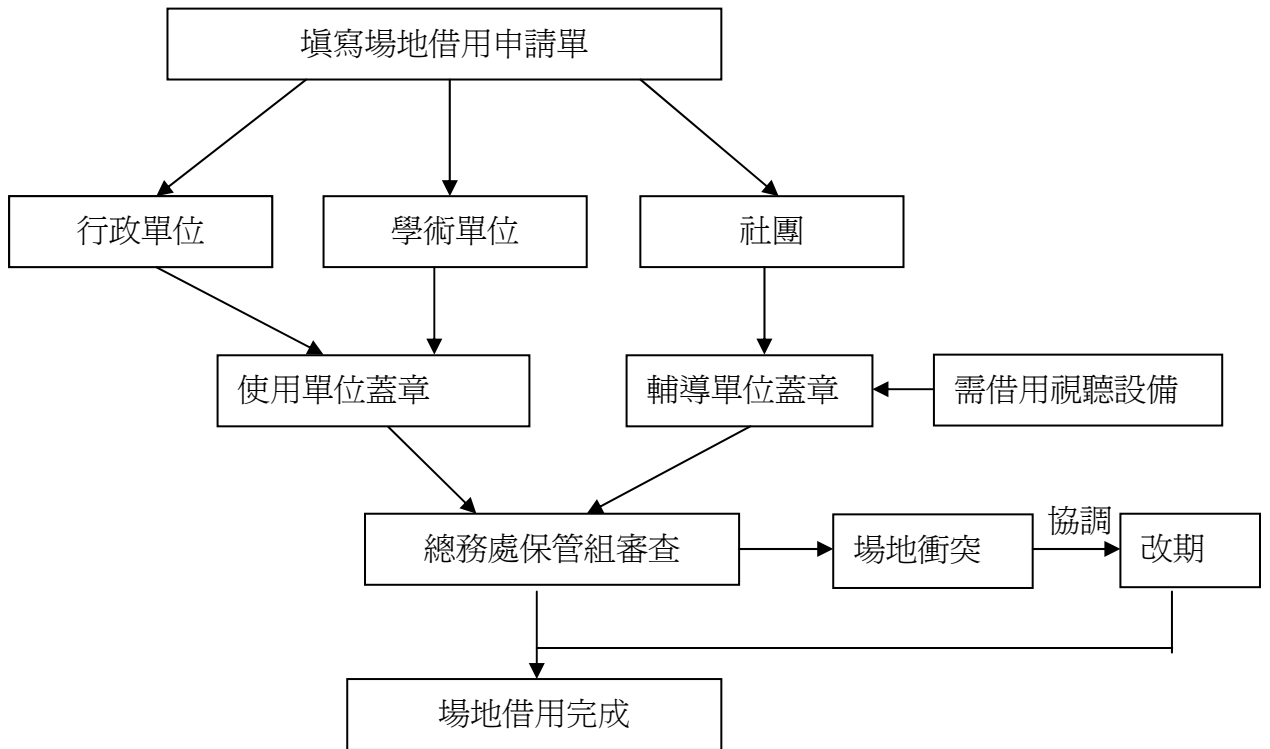 填寫場地借用申請單
行政單位
學術單位
社團
使用單位蓋章
輔導單位蓋章
需借用視聽設備
總務處保管組審查
場地衝突
協調
改期
場地借用完成